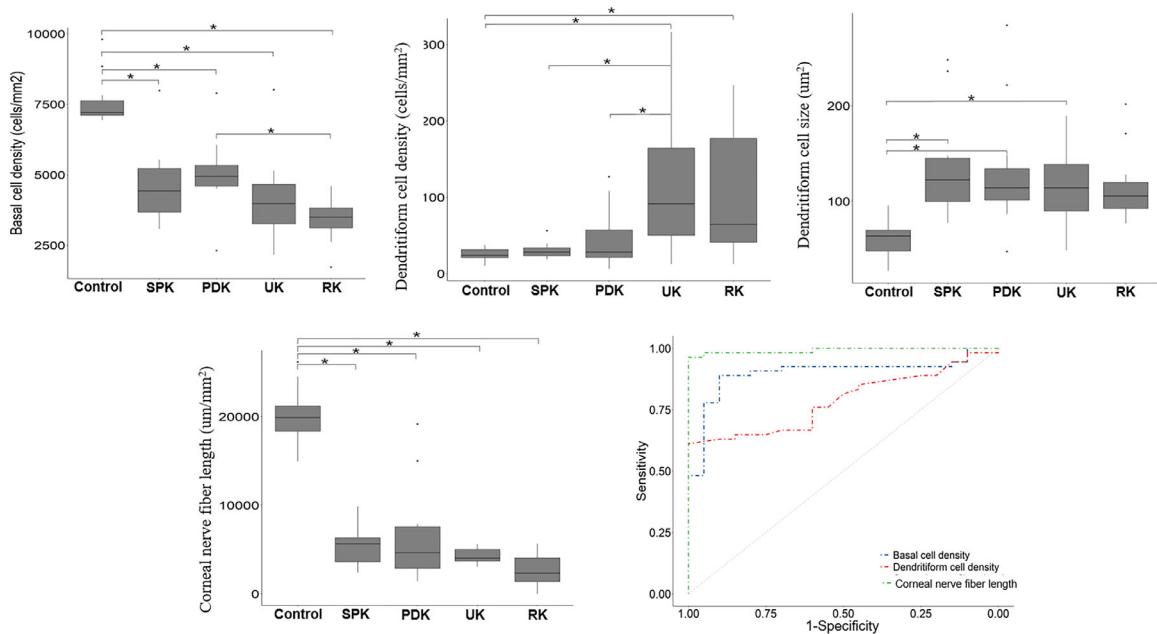 Basal cell density (cells/mm2)
10000
7500
5000
2500
*
*
*
*
*
Control SPK PDK UK RK
Dendritiform cell density (cells/mm²)
300
200
100
0
*
*
*
*
Control SPK PDK UK RK
Dendritiform cell size (um²)
200
100
*
*
*
Control SPK PDK UK RK
Corneal nerve fiber length (um/mm²)
20000
10000
0
*
*
*
*
Control SPK PDK UK RK
Sensitivity
1.00
0.75
0.50
0.25
0.00
Basal cell density
Dendritiform cell density
Corneal nerve fiber length
1.00 0.75 0.50 0.25 0.00
1-Specificity